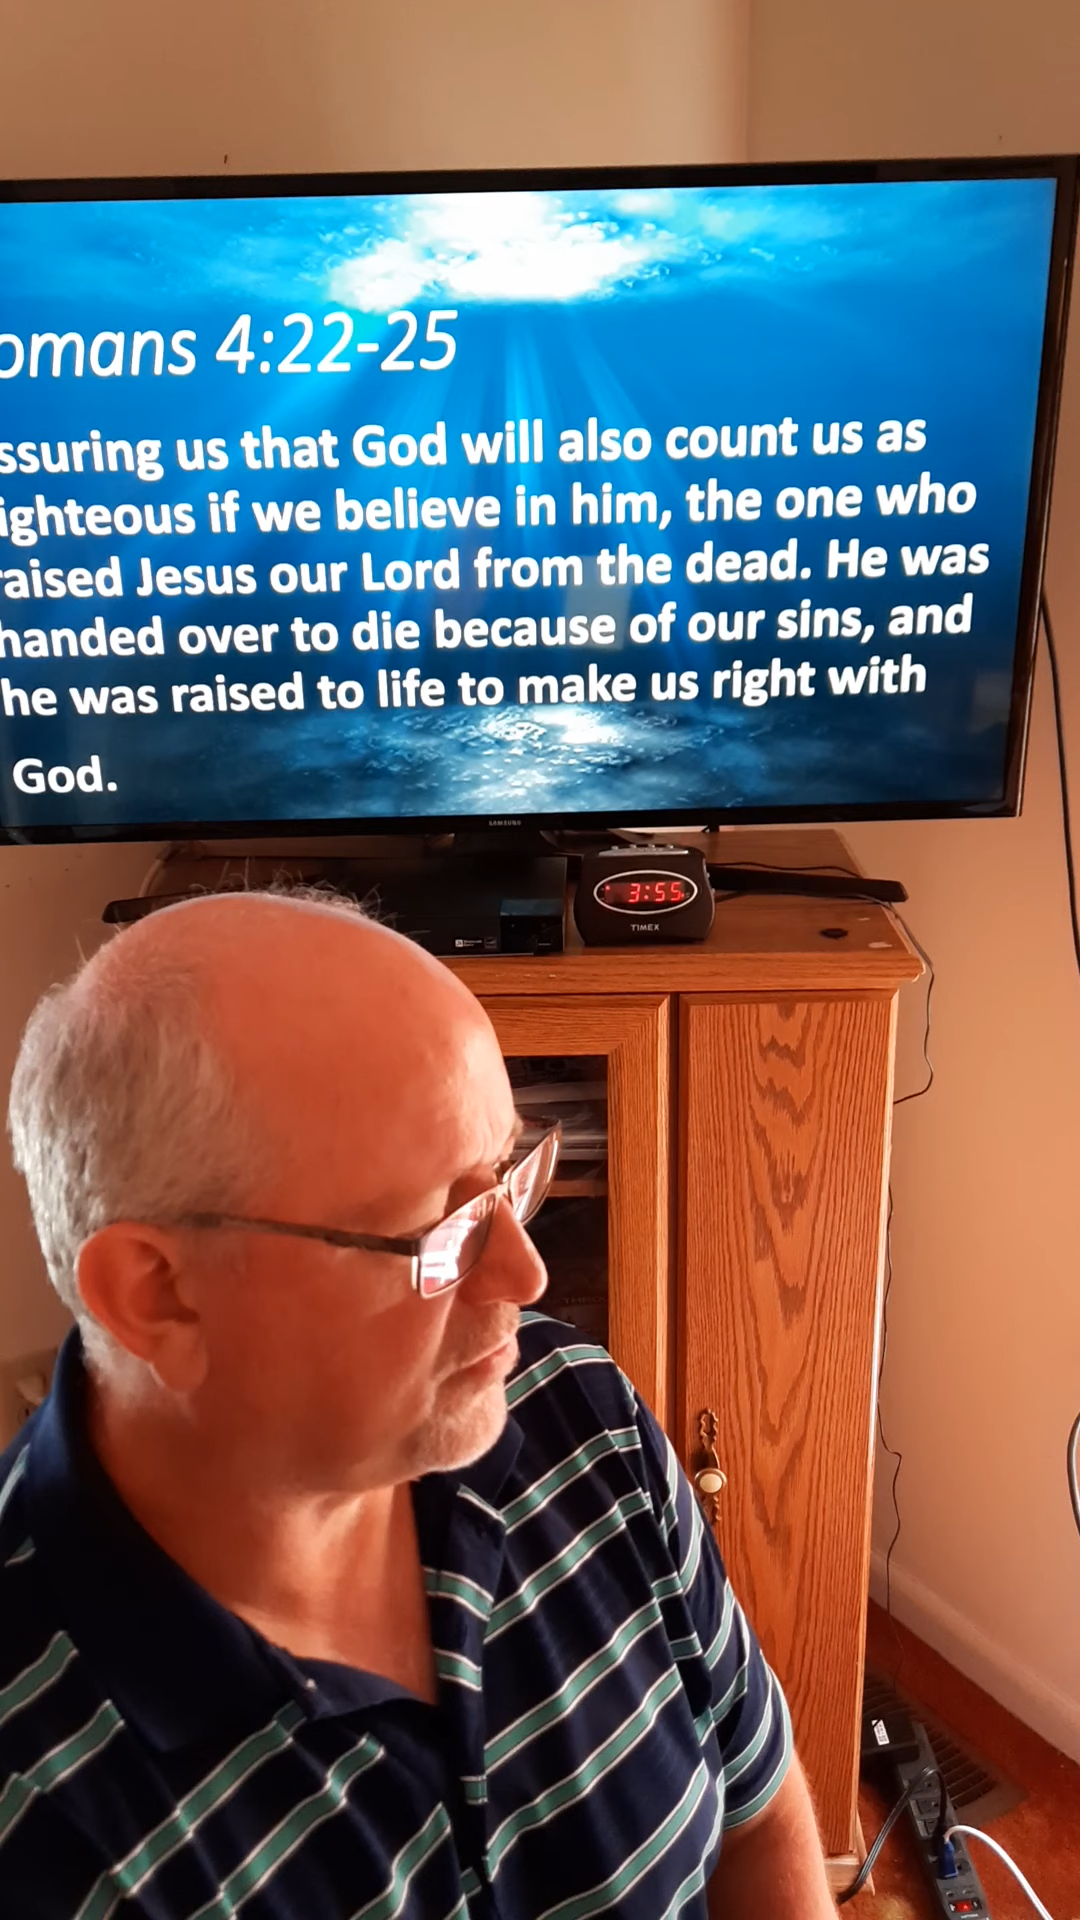 omans 4:22-25
ssuring us that God will also count us as
ighteous if we believe in him, the one who
raised Jesus our Lord from the dead. He was
handed over to die because of our sins, and
he was raised to life to make us right with
God.
SAMSUNG
3:55
TIMEX